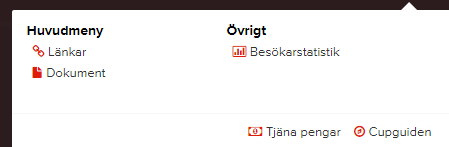 Huvudmeny
Länkar
Dokument
Övrigt
Besökarstatistik
Tjäna pengar
Cupguiden